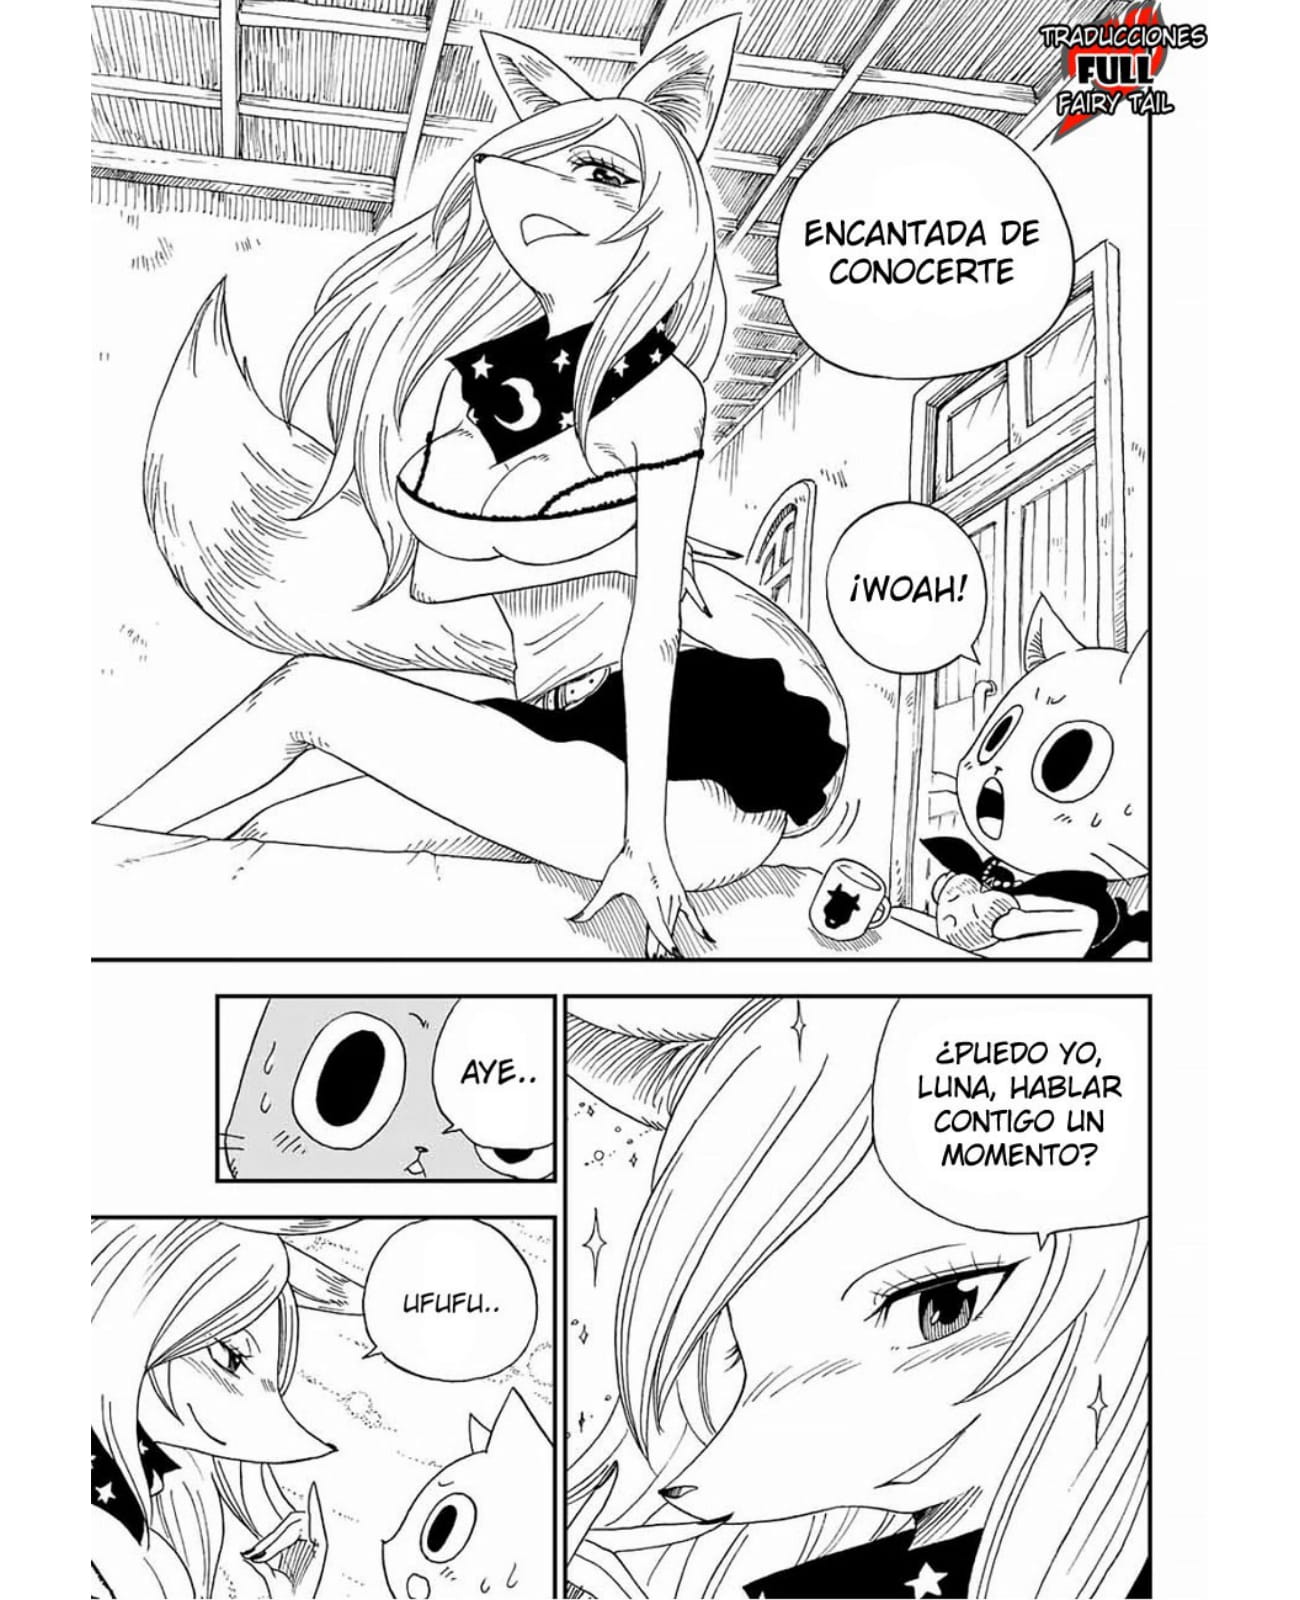 TRADUCCIONES
FULL
FAIRY TAIL
ENCANTADA DE
CONOCERTE
¡WOAH!
¿PUEDO YO,
LUNA, HABLAR
CONTIGO UN
MOMENTO?
AYE..
UFUFU..